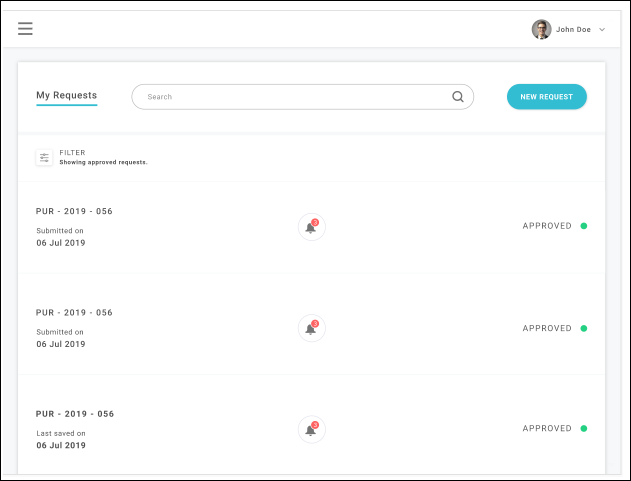 John Doe
My Requests
Search
NEW REQUEST
FILTER
Showing approved requests.
PUR - 2019 - 056
Submitted on
06 Jul 2019
3
APPROVED
PUR - 2019 - 056
Submitted on
06 Jul 2019
3
APPROVED
PUR - 2019 - 056
Last saved on
06 Jul 2019
3
APPROVED